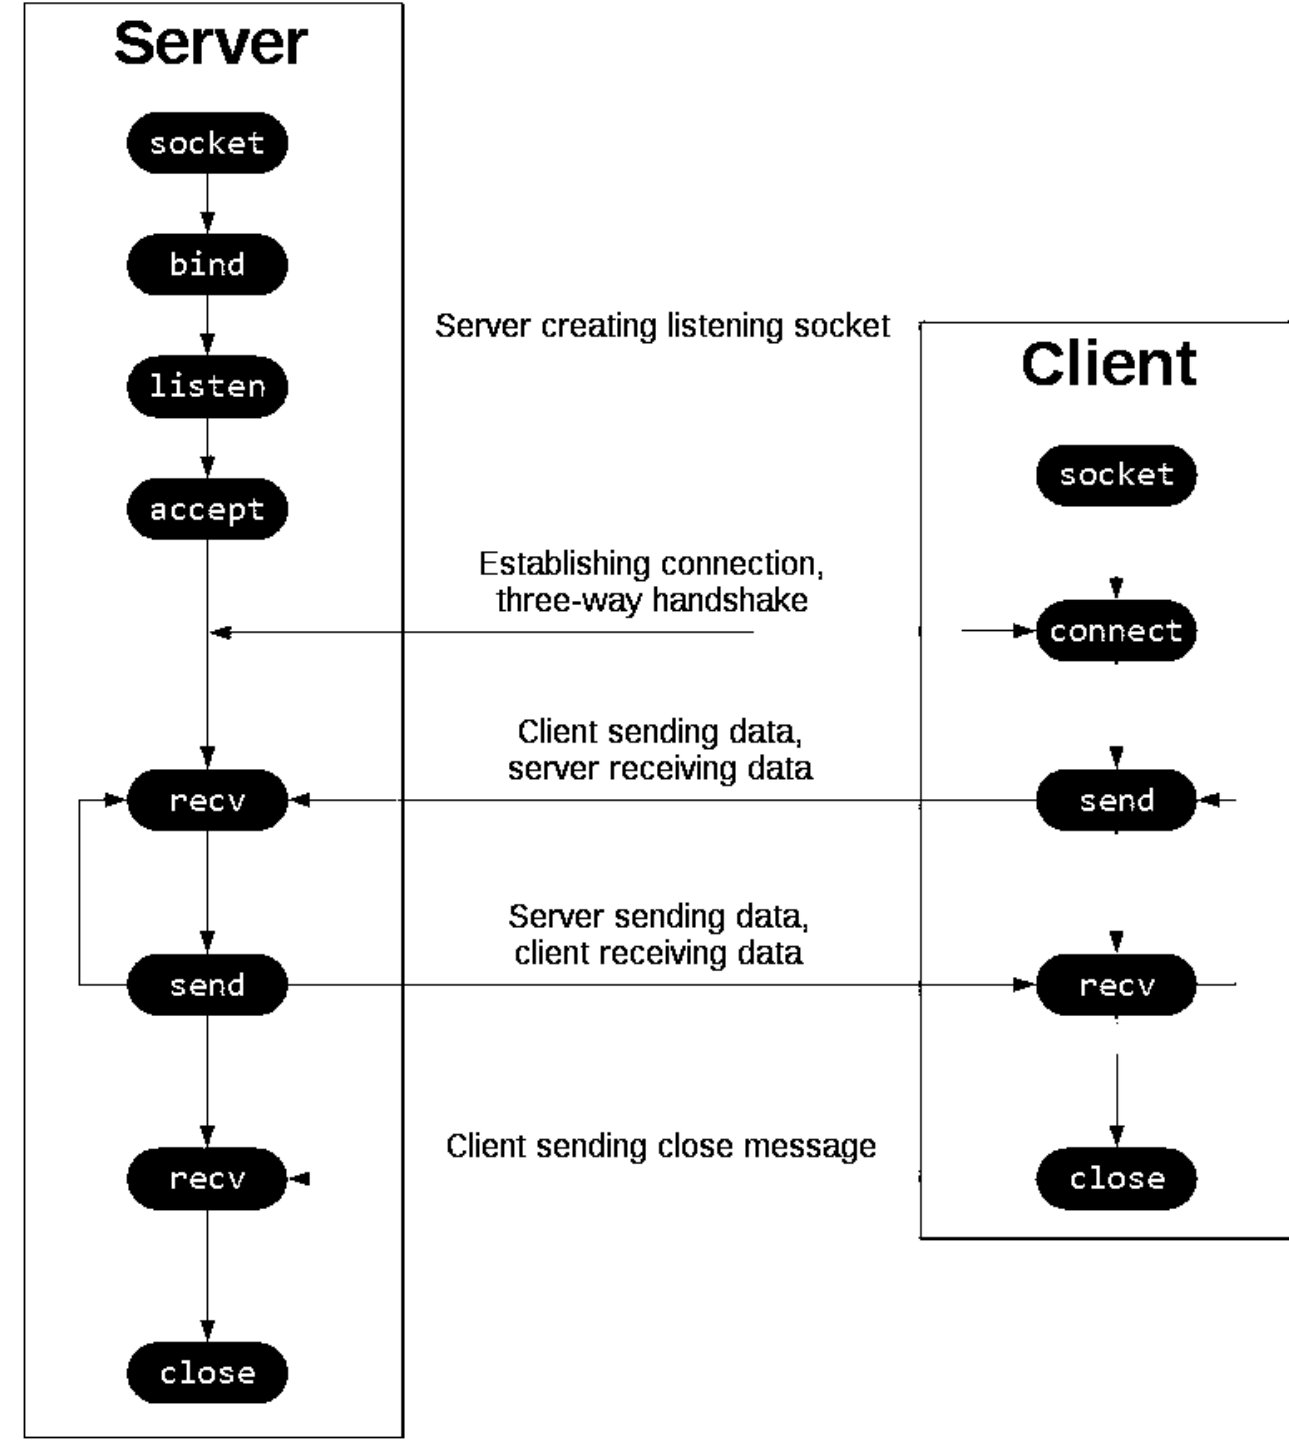 Server
socket
bind
listen
accept
recv
send
recv
close
Server creating listening socket
Establishing connection,
three-way handshake
Client sending data,
server receiving data
Server sending data,
client receiving data
Client sending close message
Client
socket
connect
send
recv
close